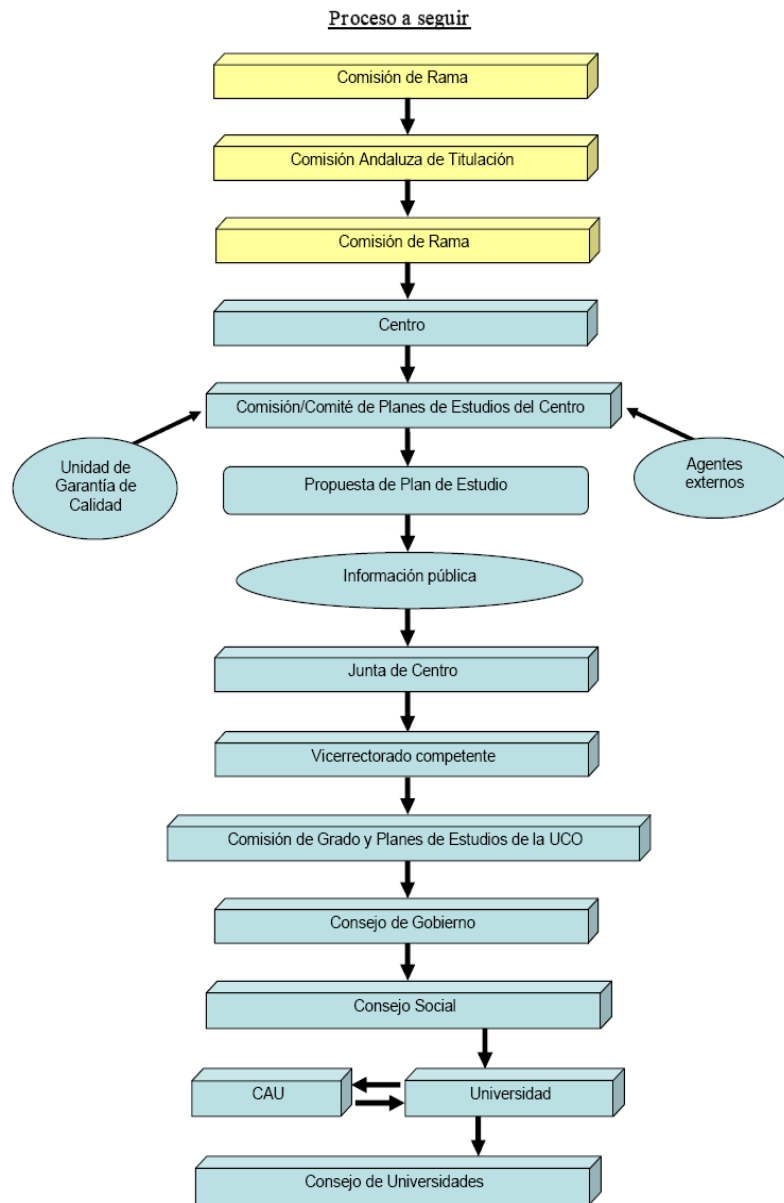 Proceso a seguir
Comisión de Rama
Comisión Andaluza de Titulación
Comisión de Rama
Centro
Comisión/Comité de Planes de Estudios del Centro
Unidad de
Garantía de
Calidad
Agentes
externos
Propuesta de Plan de Estudio
Información pública
Junta de Centro
Vicerrectorado competente
Comisión de Grado y Planes de Estudios de la UCO
Consejo de Gobierno
Consejo Social
CAU
Universidad
Consejo de Universidades